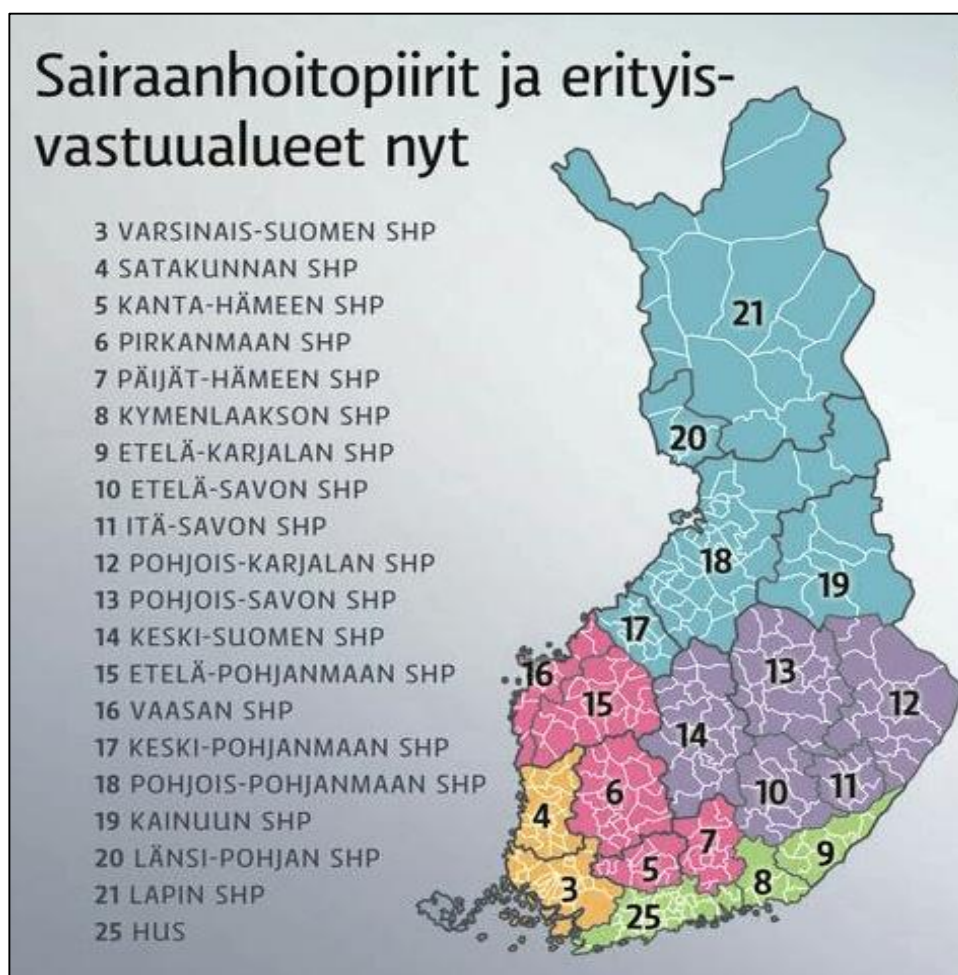 Sairaanhoitopiirit ja erityis-
vastuualueet nyt
3 VARSINAIS-SUOMEN SHP
4 SATAKUNNAN SHP
5 KANTA-HÄMEEN SHP
6 PIRKANMAAN SHP
7 PÄIJÄT-HÄMEEN SHP
8 KYMENLAAKSON SHP
9 ETELÄ-KARJALAN SHP
10 ETELÄ-SAVON SHP
11 ITÄ-SAVON SHP
12 POHJOIS-KARJALAN SHP
13 POHJOIS-SAVON SHP
14 KESKI-SUOMEN SHP
15 ETELÄ-POHJANMAAN SHP
16 VAASAN SHP
17 KESKI-POHJANMAAN SHP
18 POHJOIS-POHJANMAAN SHP
19 KAINUUN SHP
20 LÄNSI-POHJAN SHP
21 LAPIN SHP
25 HUS
21
20
18
19
17
16
15
13
12
14
6
10
11
4
7
9
5
8
3
25